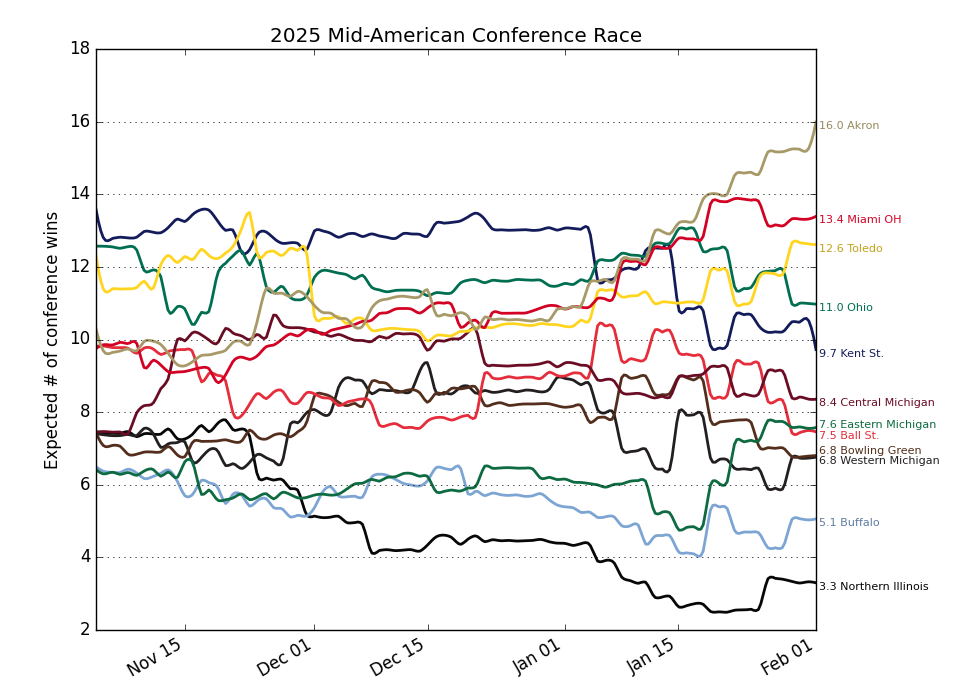 2025 Mid-American Conference Race
Expected # of conference wins
18
16
14
12
10
8
6
4
2
Nov 15
Dec 01
Dec 15
Jan 01
Jan 15
Feb 01
16.0 Akron
13.4 Miami OH
12.6 Toledo
11.0 Ohio
9.7 Kent St.
8.4 Central Michigan
7.6 Eastern Michigan
7.5 Ball St.
6.8 Bowling Green
6.8 Western Michigan
5.1 Buffalo
3.3 Northern Illinois